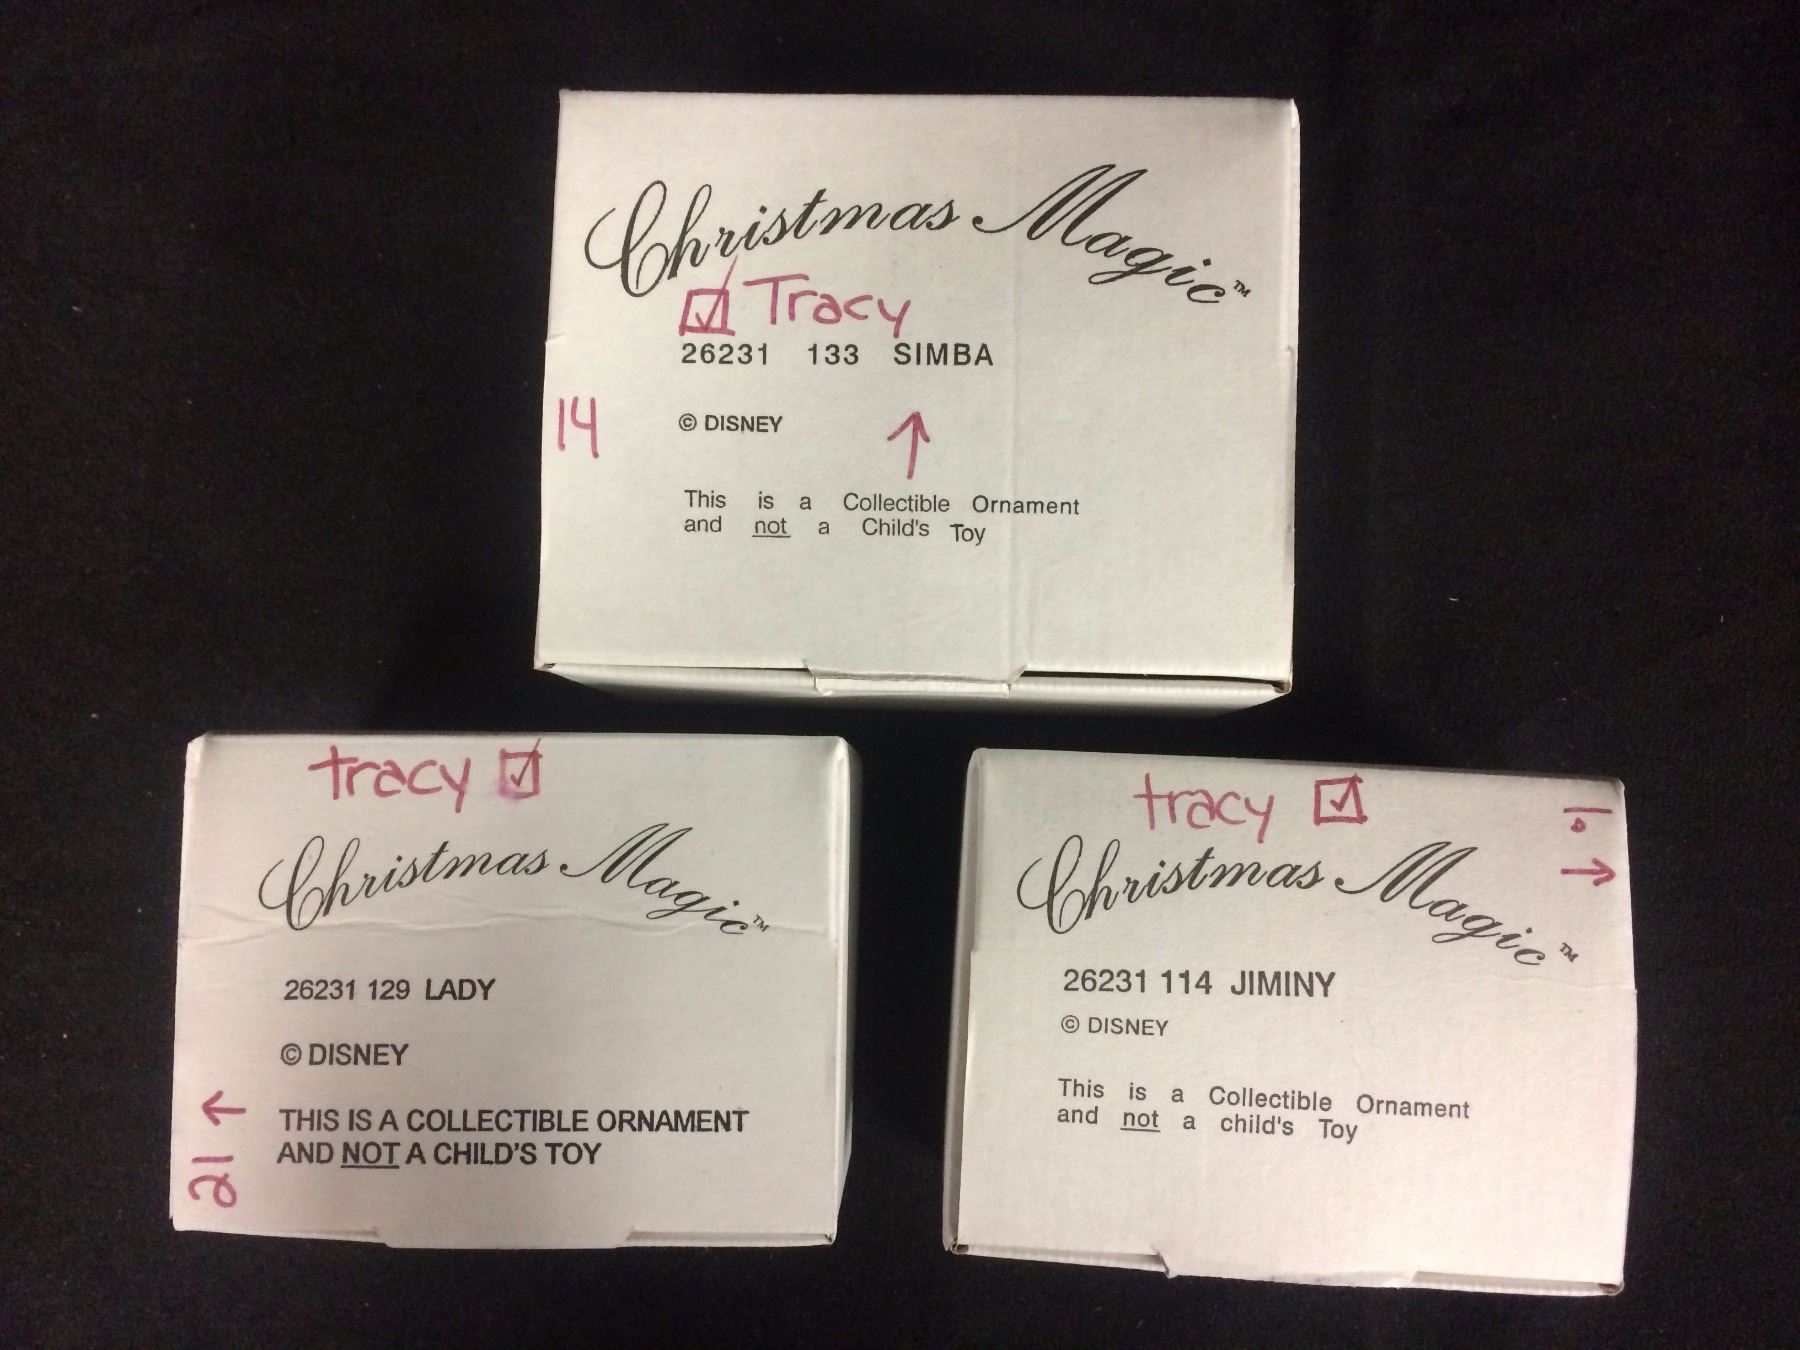 Christmas Magic™
☑ Tracy
26231 133 SIMBA
14
© DISNEY
↑
This is a Collectible Ornament
and not a Child's Toy
tracy ☑
Christmas Magic™
26231 129 LADY
© DISNEY
THIS IS A COLLECTIBLE ORNAMENT
AND NOT A CHILD'S TOY
tracy ☑
Christmas Magic™
→
26231 114 JIMINY
© DISNEY
This is a Collectible Ornament
and not a child's Toy